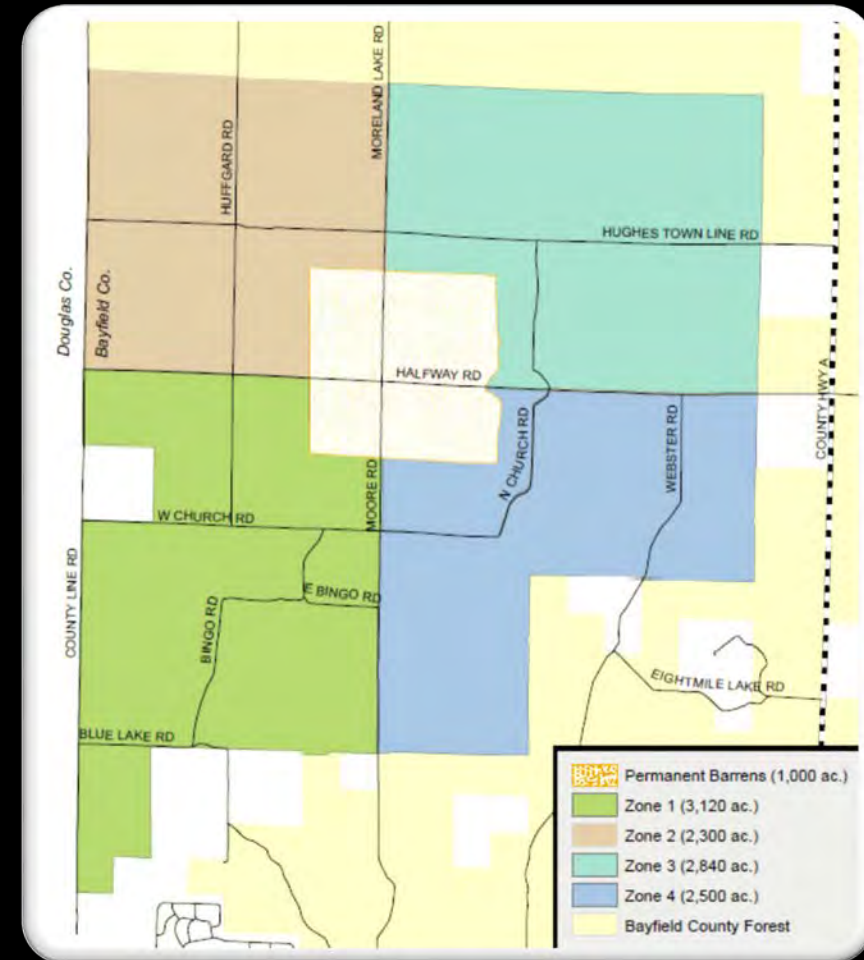 MORELAND LAKE RD
HUFFGARD RD
HUGHES TOWN LINE RD
Douglas Co.
Bayfield Co.
HALFWAY RD
COUNTY HWY A
N CHURCH RD
WEBSTER RD
MOORE RD
W CHURCH RD
COUNTY LINE RD
E BINGO RD
BINGO RD
EIGHTMILE LAKE RD
BLUE LAKE RD
Permanent Barrens (1,000 ac.)
Zone 1 (3,120 ac.)
Zone 2 (2,300 ac.)
Zone 3 (2,840 ac.)
Zone 4 (2,500 ac.)
Bayfield County Forest